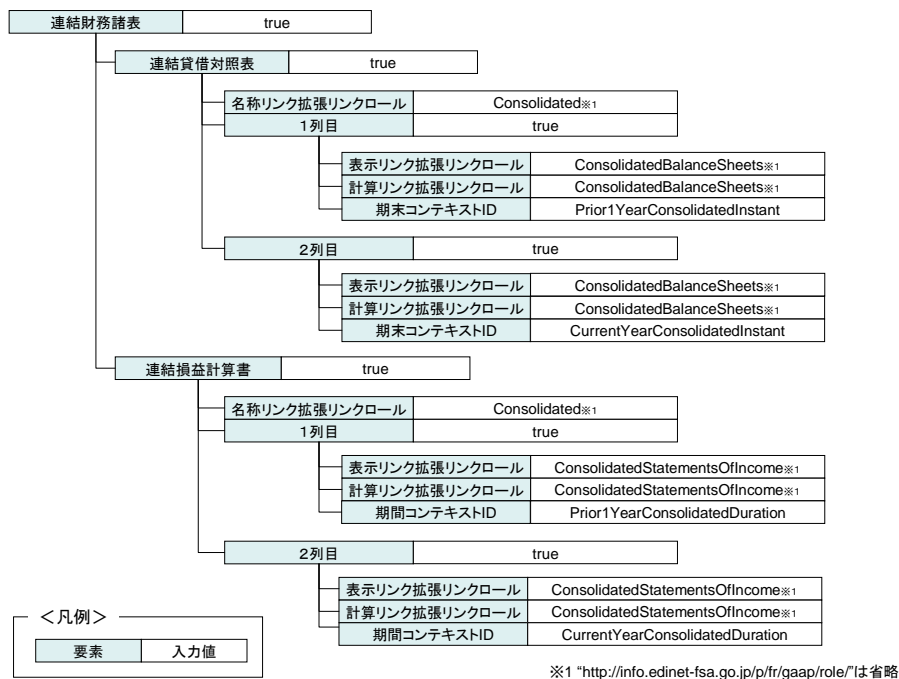 連結財務諸表 true
連結貸借対照表 true
名称リンク拡張リンクロール Consolidated※1
1列目 true
表示リンク拡張リンクロール ConsolidatedBalanceSheets※1
計算リンク拡張リンクロール ConsolidatedBalanceSheets※1
期末コンテキストID Prior1YearConsolidatedInstant
2列目 true
表示リンク拡張リンクロール ConsolidatedBalanceSheets※1
計算リンク拡張リンクロール ConsolidatedBalanceSheets※1
期末コンテキストID CurrentYearConsolidatedInstant
連結損益計算書 true
名称リンク拡張リンクロール Consolidated※1
1列目 true
表示リンク拡張リンクロール ConsolidatedStatementsOfIncome※1
計算リンク拡張リンクロール ConsolidatedStatementsOfIncome※1
期間コンテキストID Prior1YearConsolidatedDuration
2列目 true
表示リンク拡張リンクロール ConsolidatedStatementsOfIncome※1
計算リンク拡張リンクロール ConsolidatedStatementsOfIncome※1
期間コンテキストID CurrentYearConsolidatedDuration
<凡例>
要素 入力値
※1 “http://info.edinet-fsa.go.jp/p/fr/gaap/role/”は省略